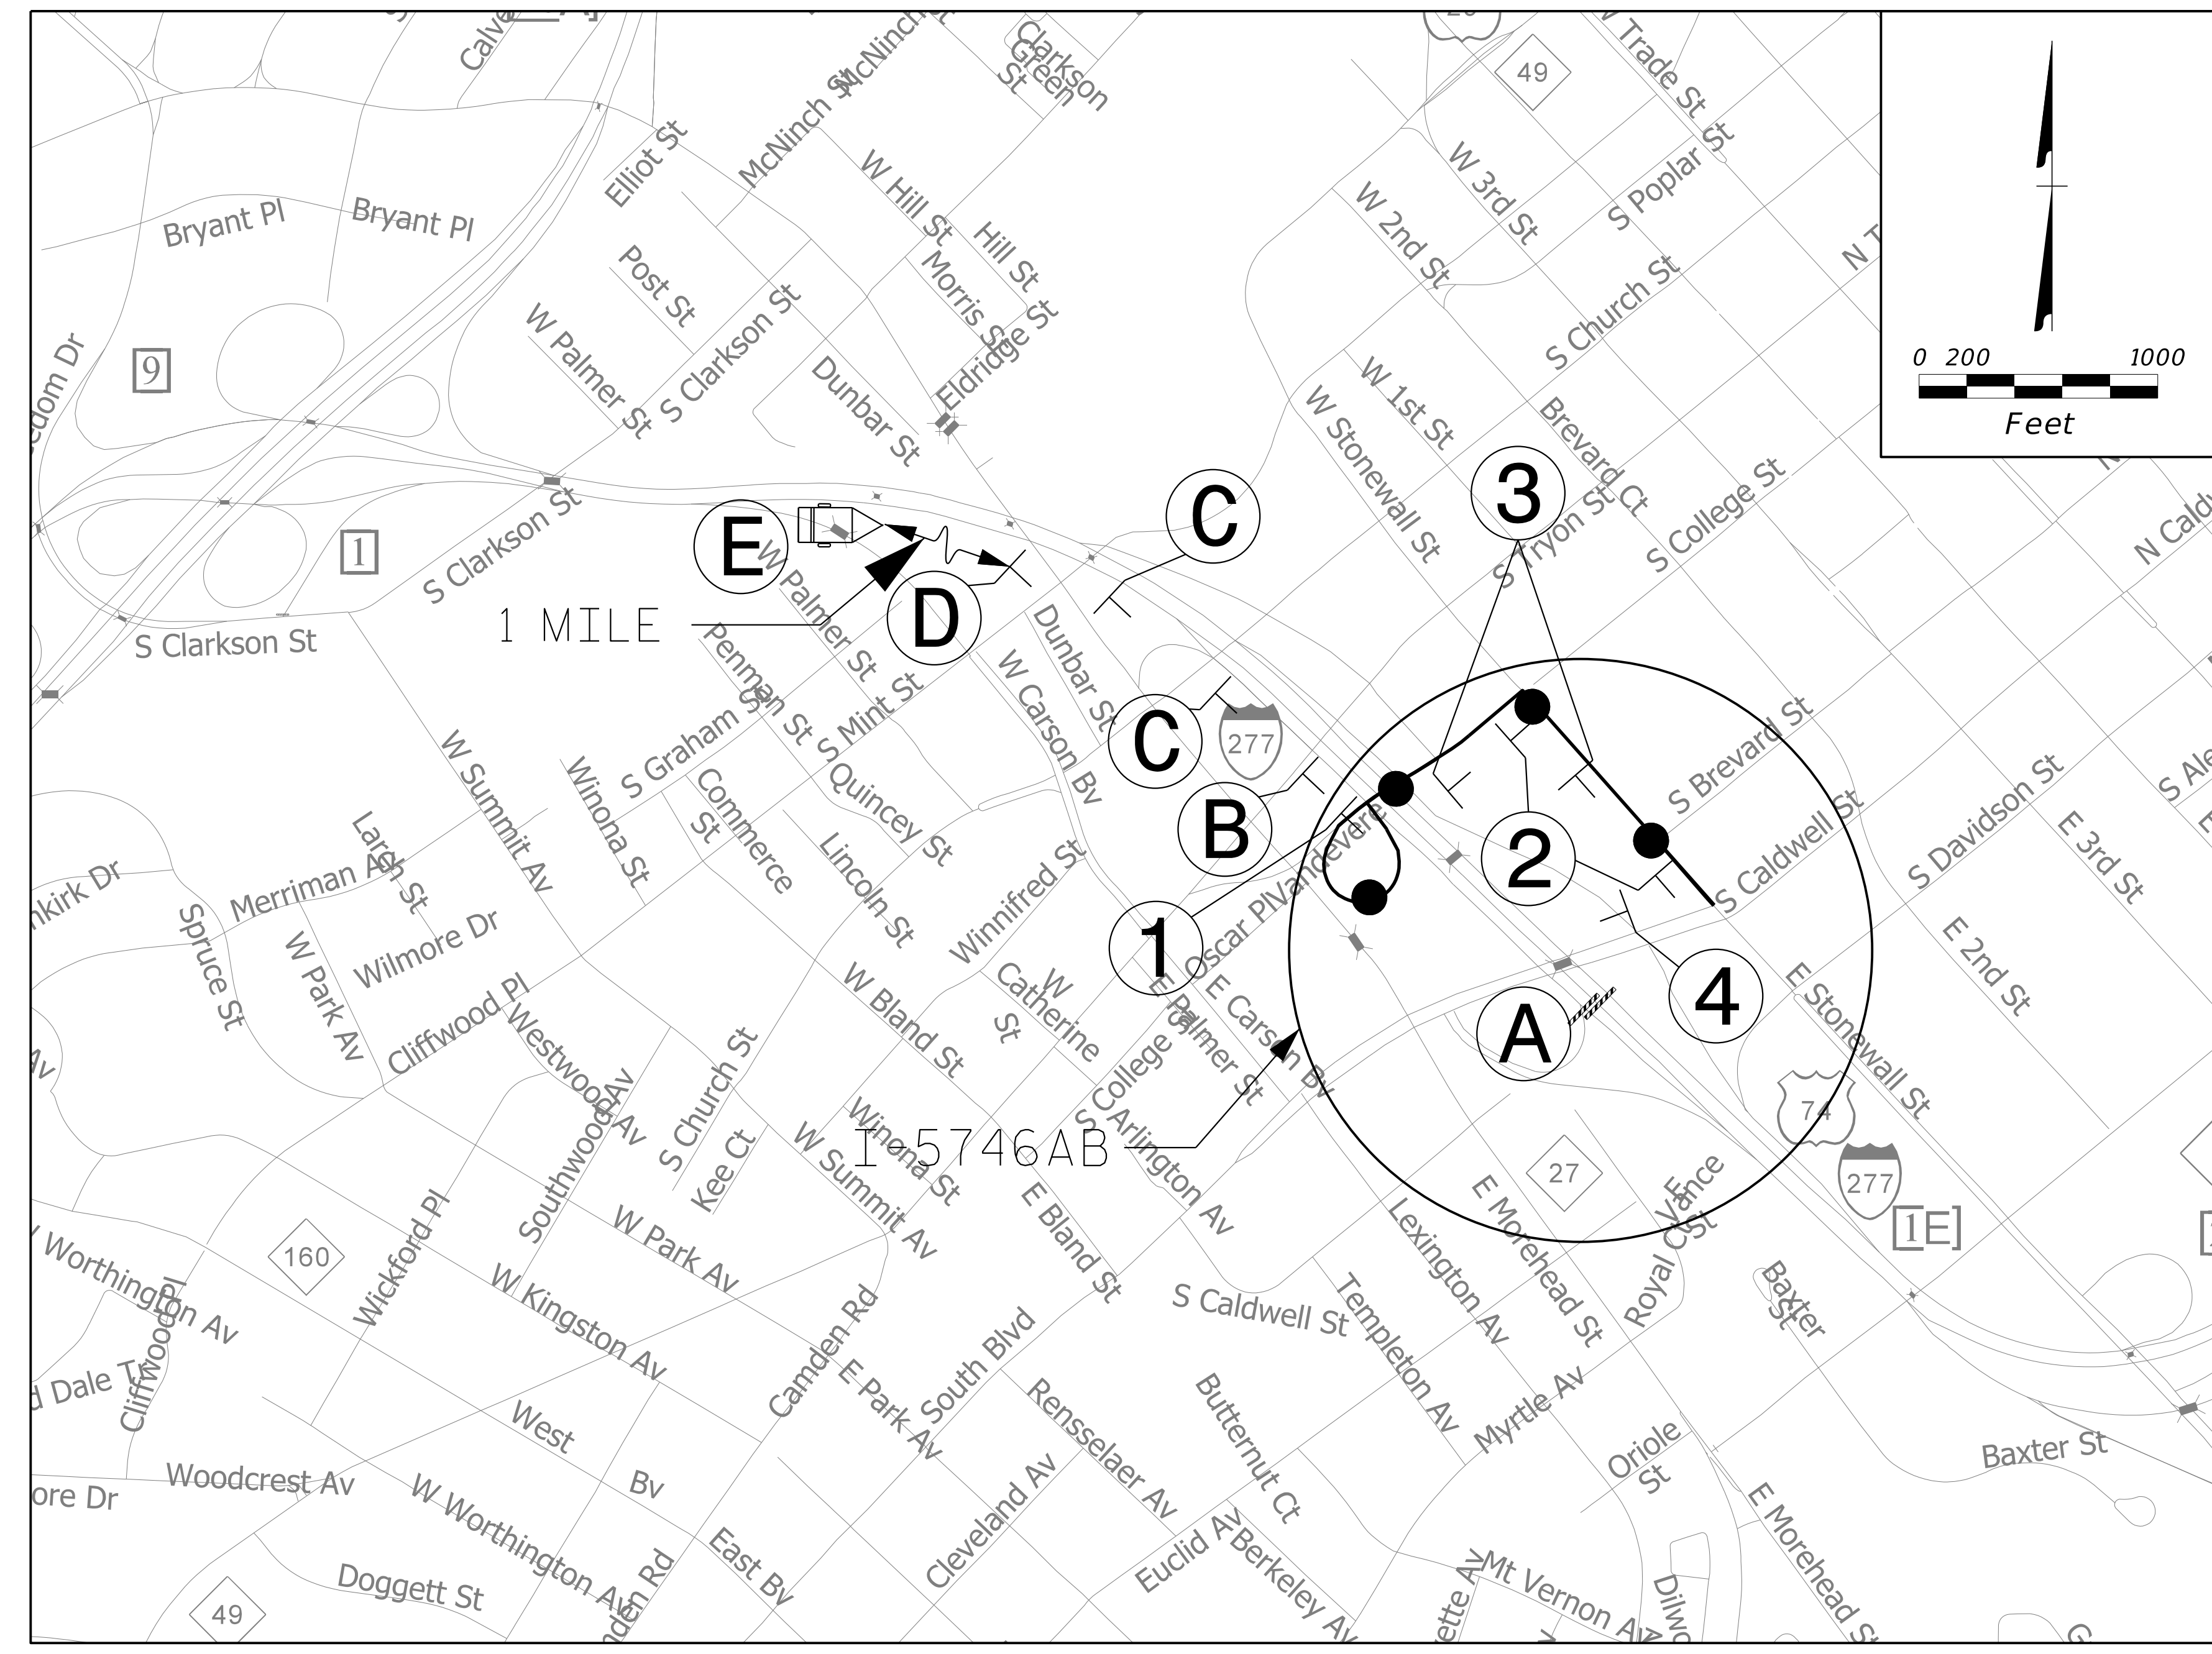 McNinch St
McNinch St
Clarkson
Green
St
49
W Trade St
Elliot St
W Hill St
Hill St
W 3rd St
S Poplar St
W 2nd St
Bryant Pl
Bryant Pl
Post St
Morris St
Eldridge St
S Church St
0 200 1000
Feet
W Palmer St
S Clarkson St
Dunbar St
9
W 1st St
Brevard Ct
W Stonewall St
S Tryon St
S College St
3
C
1
S Clarkson St
E
D
1 MILE
S Clarkson St
W Palmer St
Penman St
S Graham St
S Mint St
W Carson Bv
Dunbar St
C
277
B
2
1
4
A
S Brevard St
S Caldwell St
S Davidson St
E 3rd St
E 2nd St
E Stonewall St
W Summit Av
Winona St
Commerce
St
Quincey St
Lincoln St
Winnifred St
Larch St
Merriman Av
Wilmore Dr
Spruce St
W Park Av
Cliffwood Pl
Westwood Av
W Bland St
W
Catherine
St
Oscar Pl
Vandevere
E Palmer St
E Carson Bv
S College St
I-5746AB
Arlington Av
Southwood Av
S Church St
Kee Ct
Winona St
W Summit Av
E Bland St
74
277
27
1E]
E Morehead St
Lexington Av
Royal Ct
E
Vance
St
160
W Worthington Av
Cliffwood Pl
Wickford Pl
W Park Av
W Kingston Av
S Caldwell St
Templeton Av
Baxter
St
Camden Rd
E Park Av
South Blvd
Rensselaer Av
Butternut Ct
Myrtle Av
Oriole
St
Baxter St
West
Bv
Woodcrest Av
W Worthington Av
East Bv
Cleveland Av
Euclid Av
Berkeley Av
Mt Vernon Av
E Morehead St
Doggett St
49